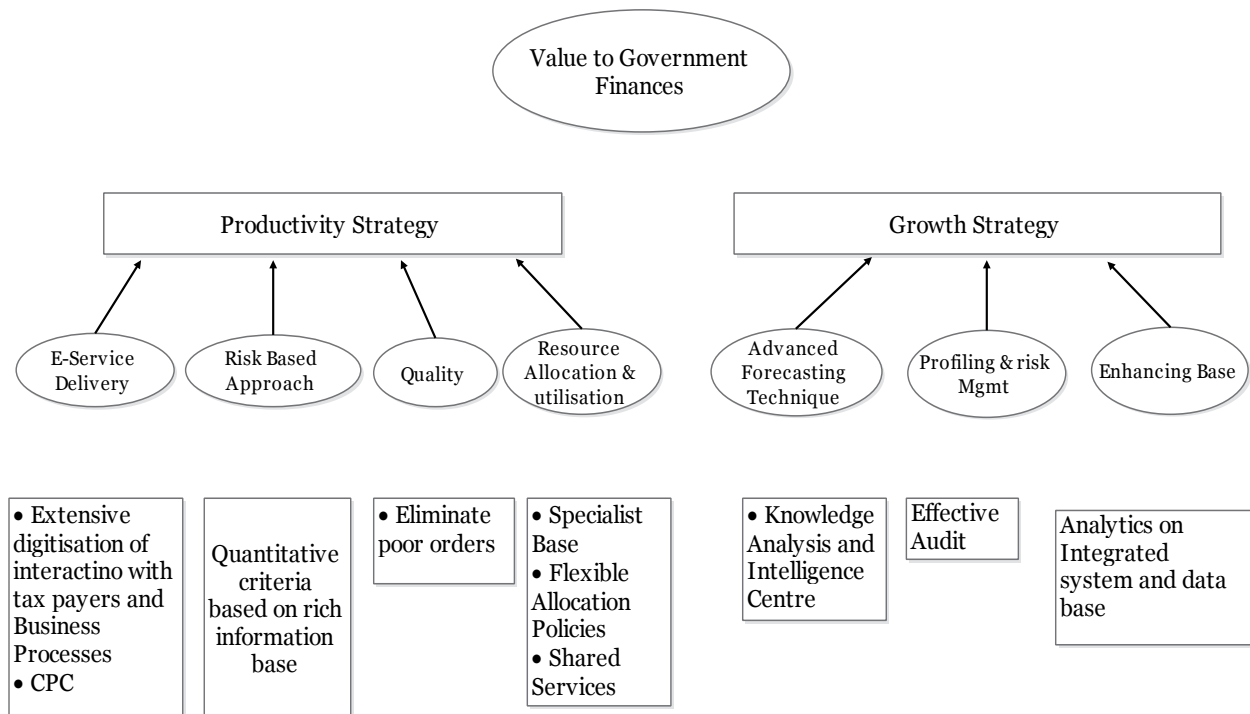 Value to Government
Finances
Productivity Strategy
Growth Strategy
E-Service
Delivery
Risk Based
Approach
Quality
Resource
Allocation &
utilisation
Advanced
Forecasting
Technique
Profiling & risk
Mgmt
Enhancing Base
• Extensive
digitisation of
interactino with
tax payers and
Business
Processes
• CPC
Quantitative
criteria
based on rich
information
base
• Eliminate
poor orders
• Specialist
Base
• Flexible
Allocation
Policies
• Shared
Services
• Knowledge
Analysis and
Intelligence
Centre
Effective
Audit
Analytics on
Integrated
system and data
base